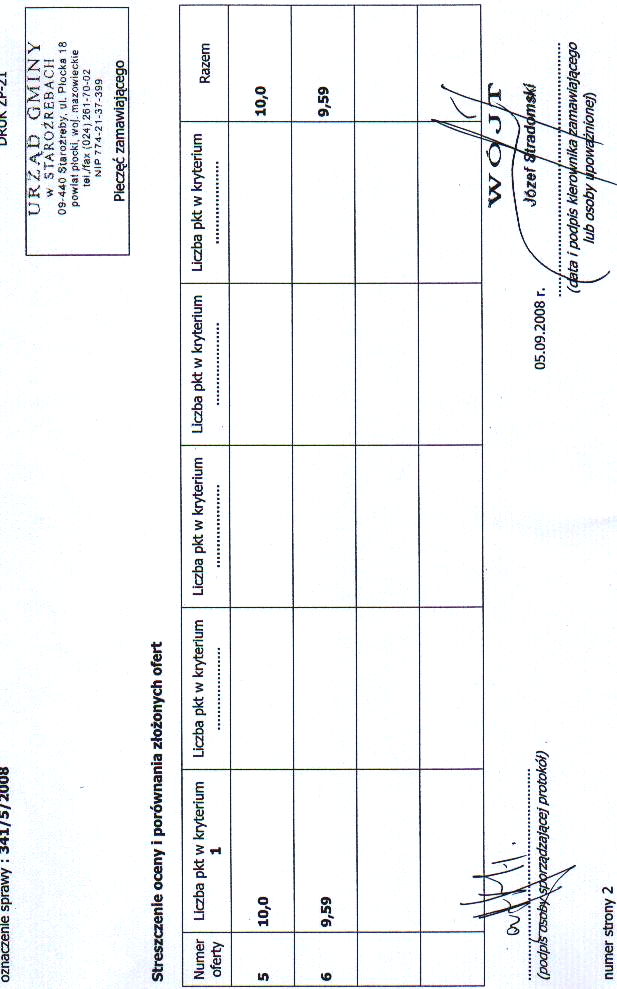 oznaczenie sprawy : 341/5/2008
DRUK ZP-21
URZĄD GMINY
w STAROŹREBACH
09-440 Staroźreby, ul. Płocka 18
powiat płocki, woj. mazowieckie
tel./fax (024) 261-70-02
NIP 774-21-37-399
Pieczęć zamawiającego
Streszczenie oceny i porównania złożonych ofert
Numer oferty | Liczba pkt w kryterium 1 | Liczba pkt w kryterium .................... | Liczba pkt w kryterium .................... | Liczba pkt w kryterium .................... | Liczba pkt w kryterium .................... | Razem
5 | 10,0 | | | | | 10,0
6 | 9,59 | | | | | 9,59
WÓJT
Józef Stradomski
05.09.2008 r.
(podpis osoby sporządzającej protokół)
(data i podpis kierownika zamawiającego
lub osoby upoważnionej)
numer strony 2